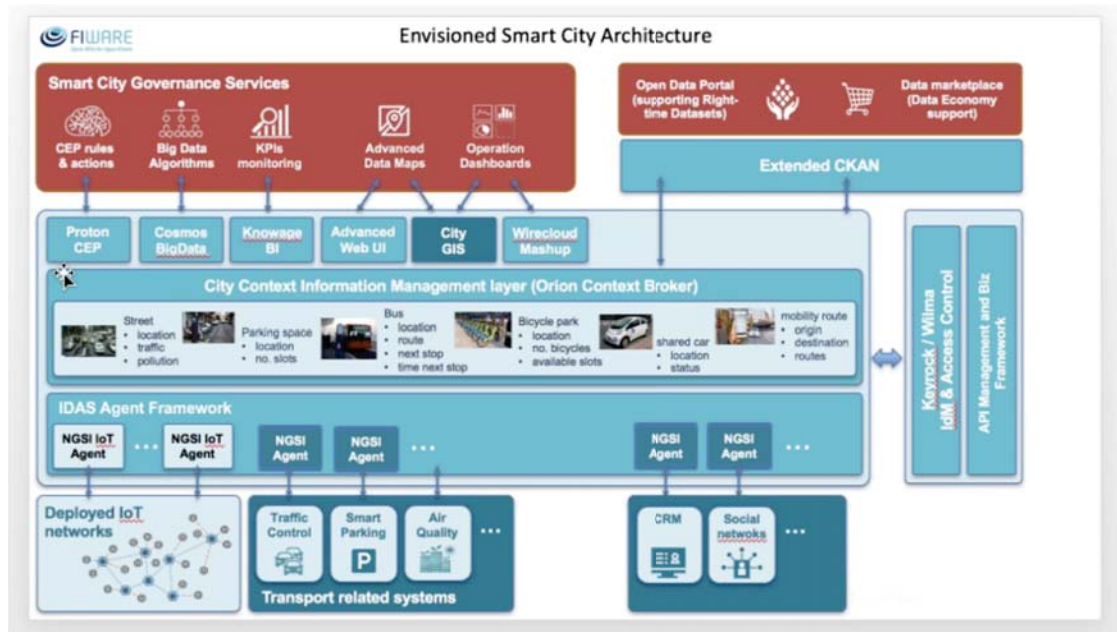 FIWARE
Envisioned Smart City Architecture
Smart City Governance Services
CEP rules
& actions
Big Data
Algorithms
KPIs
monitoring
Advanced
Data Maps
Operation
Dashboards
Open Data Portal
(supporting Right-
time Datasets)
Data marketplace
(Data Economy
support)
Extended CKAN
Proton
CEP
Cosmos
BigData
Knowage
BI
Advanced
Web UI
City
GIS
Wirecloud
Mashup
City Context Information Management layer (Orion Context Broker)
Street
• location
• traffic
• pollution
Parking space
• location
• no. slots
Bus
• location
• route
• next stop
• time next stop
Bicycle park
• location
• no. bicycles
• available slots
shared car
• location
• status
mobility route
• origin
• destination
• routes
Keyrock / Wilma
IdM & Access Control
API Management and Biz
Framework
IDAS Agent Framework
NGSI IoT
Agent
...
NGSI IoT
Agent
NGSI
Agent
NGSI
Agent
...
NGSI
Agent
NGSI
Agent
...
Deployed IoT
networks
Traffic
Control
Smart
Parking
P
Air
Quality
...
Transport related systems
CRM
Social
netwoks
...